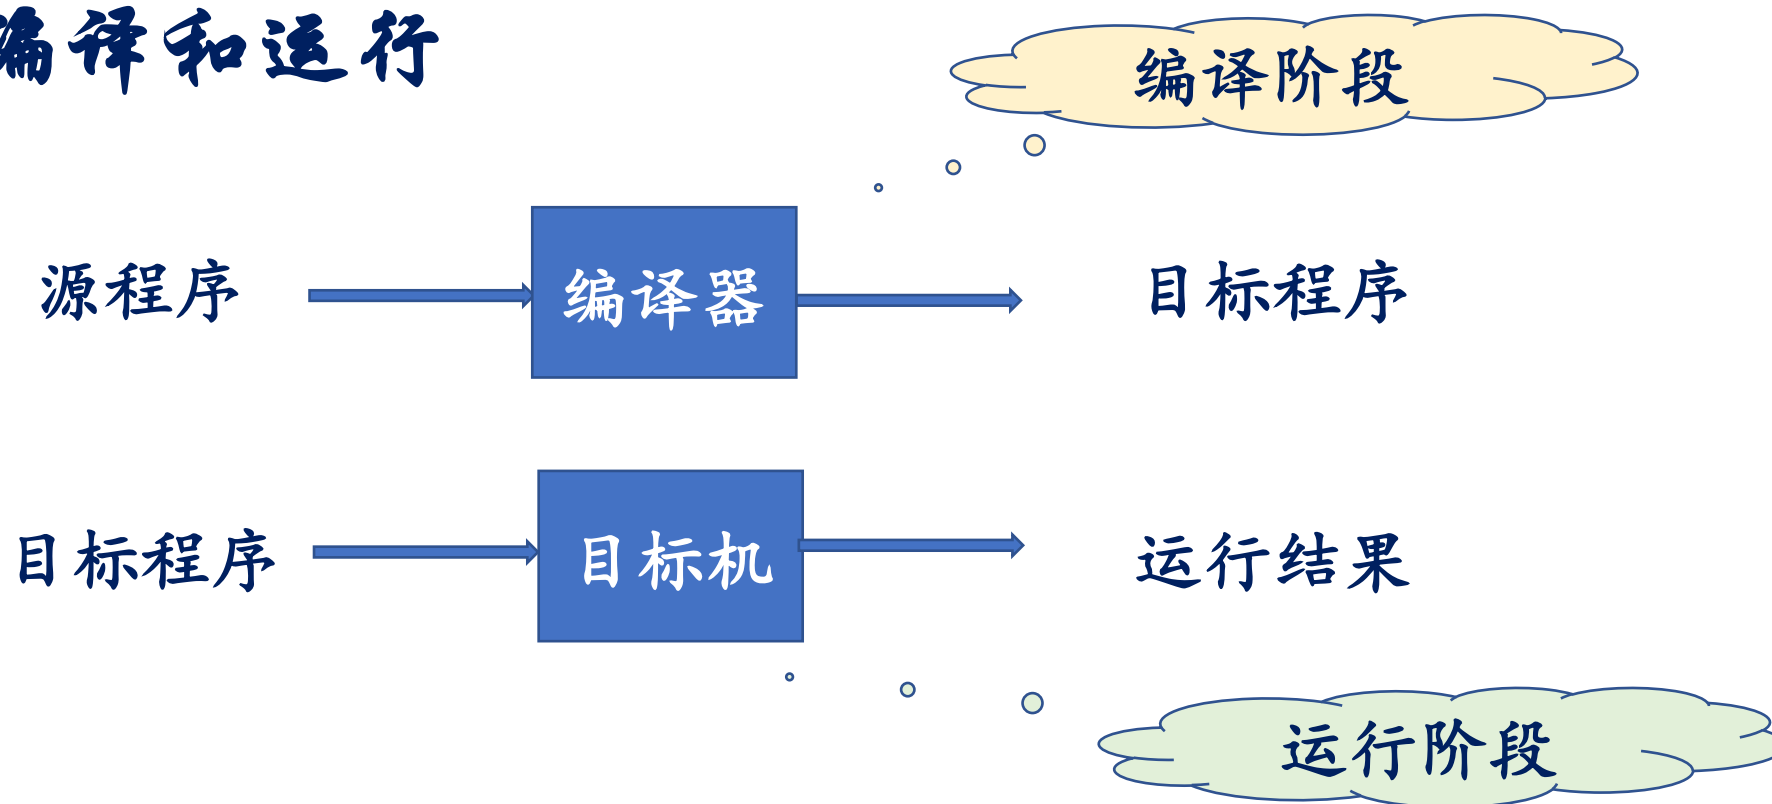 编译和运行
编译阶段
源程序
编译器
目标程序
目标程序
目标机
运行结果
运行阶段